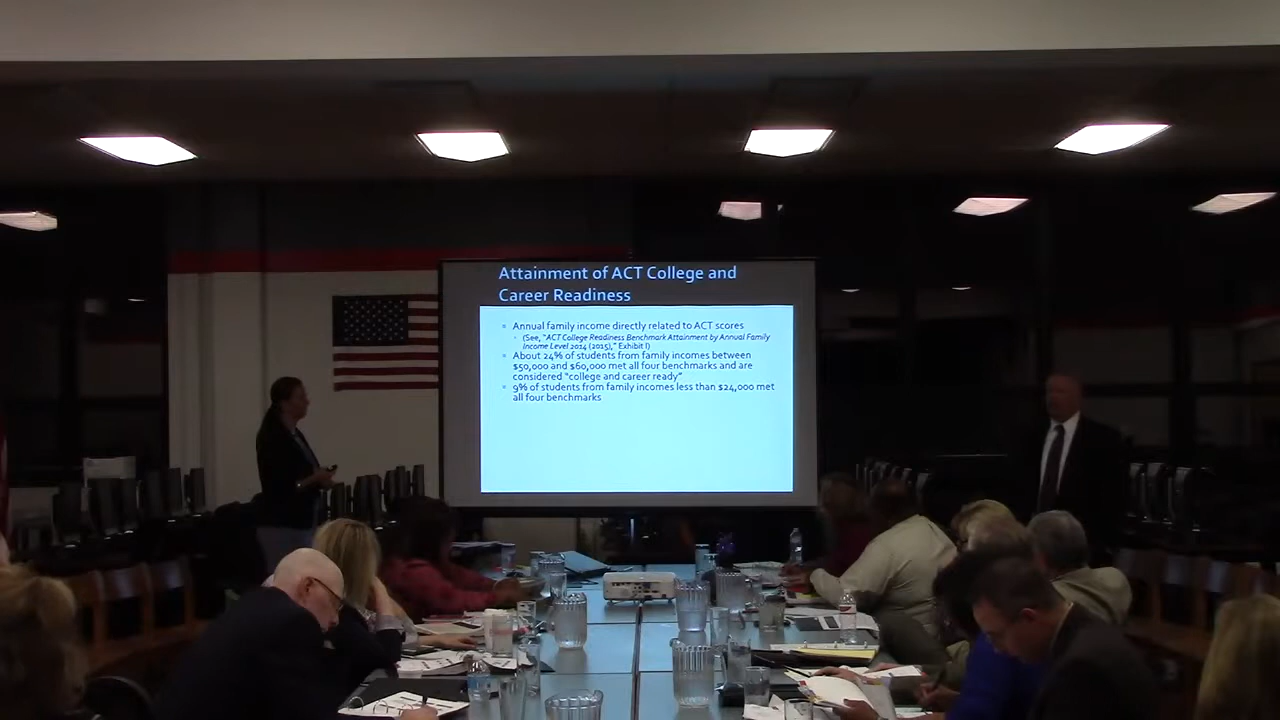 Attainment of ACT College and
Career Readiness
Annual family income directly related to ACT scores
(See, "ACT College Readiness Benchmark Attainment by Annual Family
Income Level 2014 (2015)," Exhibit I)
About 24% of students from family incomes between
$50,000 and $60,000 met all four benchmarks and are
considered "college and career ready"
9% of students from family incomes less than $24,000 met
all four benchmarks